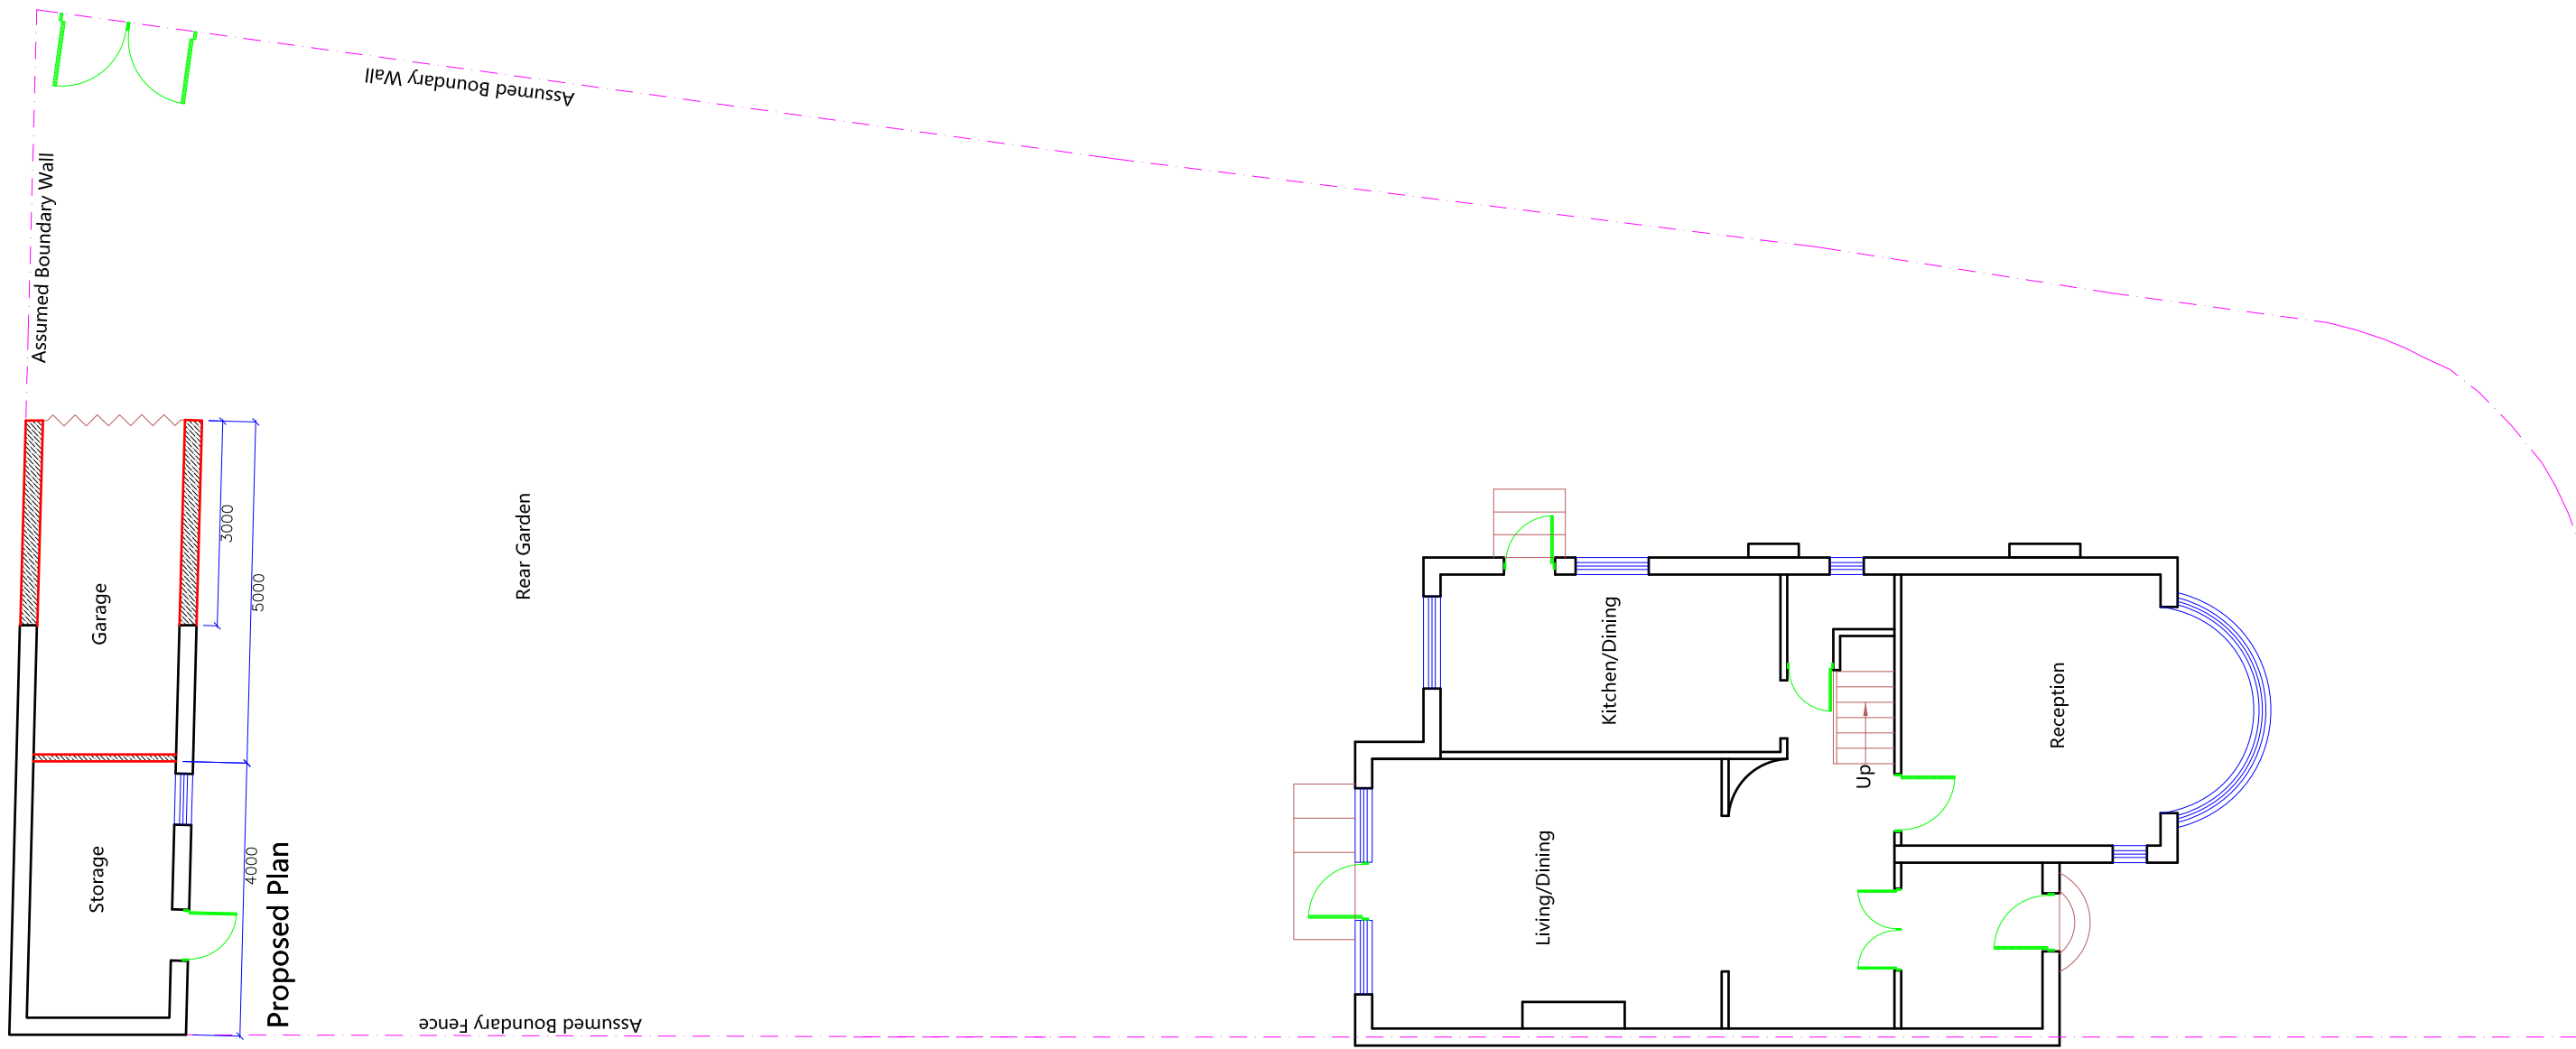 Assumed Boundary Wall
Assumed Boundary Wall
3000
5000
Garage
Rear Garden
Kitchen/Dining
Reception
Up
Storage
4000
Proposed Plan
Living/Dining
Assumed Boundary Fence